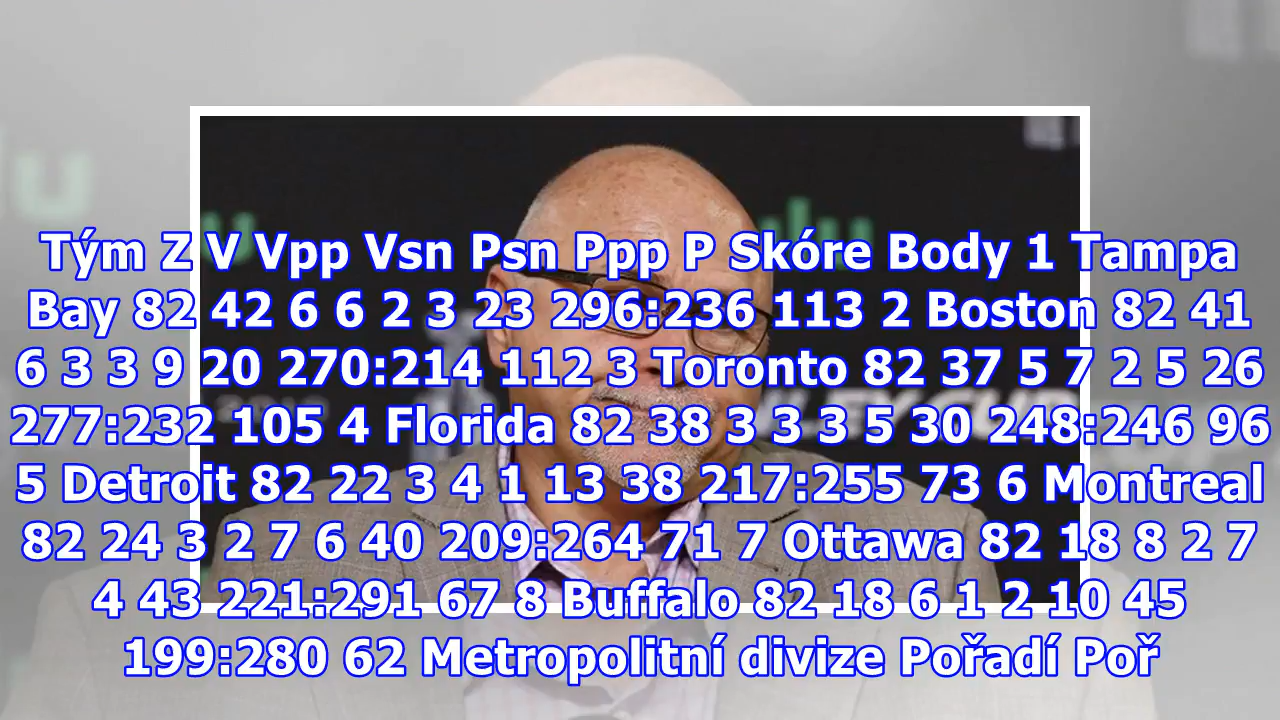 Tým Z V Vpp Vsn Psn Ppp P Skóre Body 1 Tampa
Bay 82 42 6 6 2 3 23 296:236 113 2 Boston 82 41
6 3 3 9 20 270:214 112 3 Toronto 82 37 5 7 2 5 26
277:232 105 4 Florida 82 38 3 3 3 5 30 248:246 96
5 Detroit 82 22 3 4 1 13 38 217:255 73 6 Montreal
82 24 3 2 7 6 40 209:264 71 7 Ottawa 82 18 8 2 7
4 43 221:291 67 8 Buffalo 82 18 6 1 2 10 45
199:280 62 Metropolitní divize Pořadí Poř